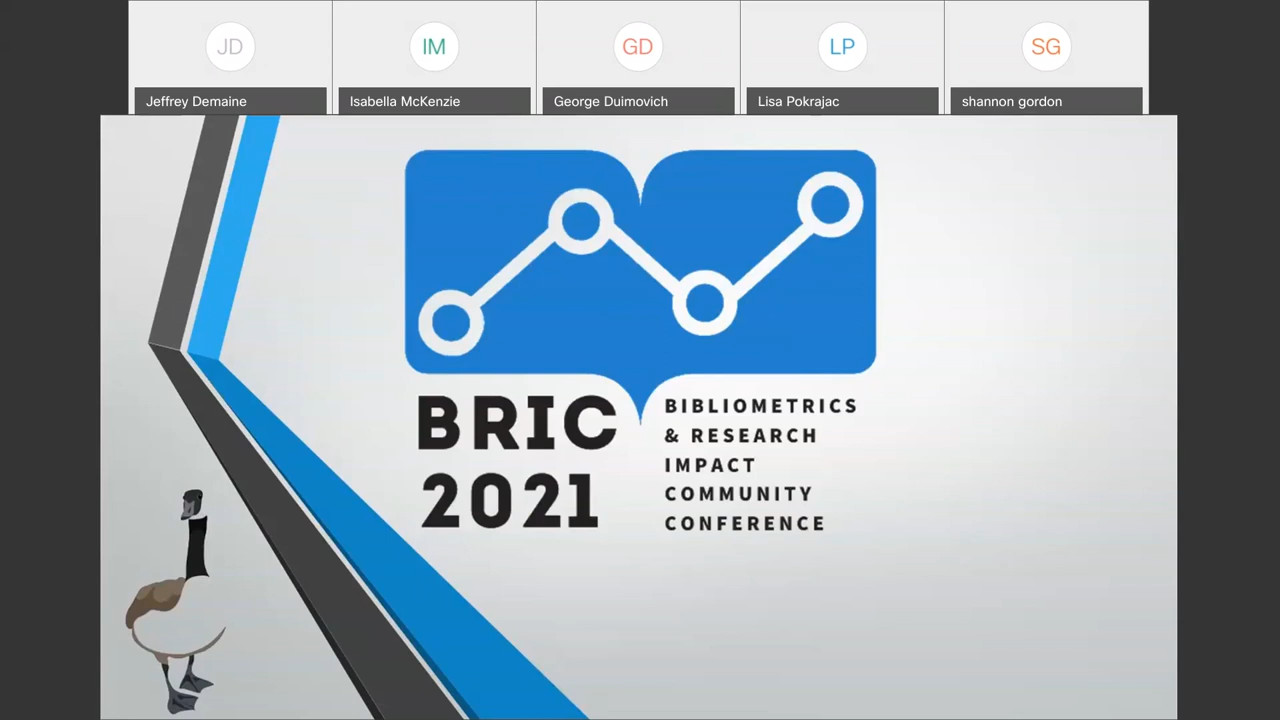 JD
IM
GD
LP
SG
Jeffrey Demaine
Isabella McKenzie
George Duimovich
Lisa Pokrajac
shannon gordon
BRIC
2021
BIBLIOMETRICS
& RESEARCH
IMPACT
COMMUNITY
CONFERENCE